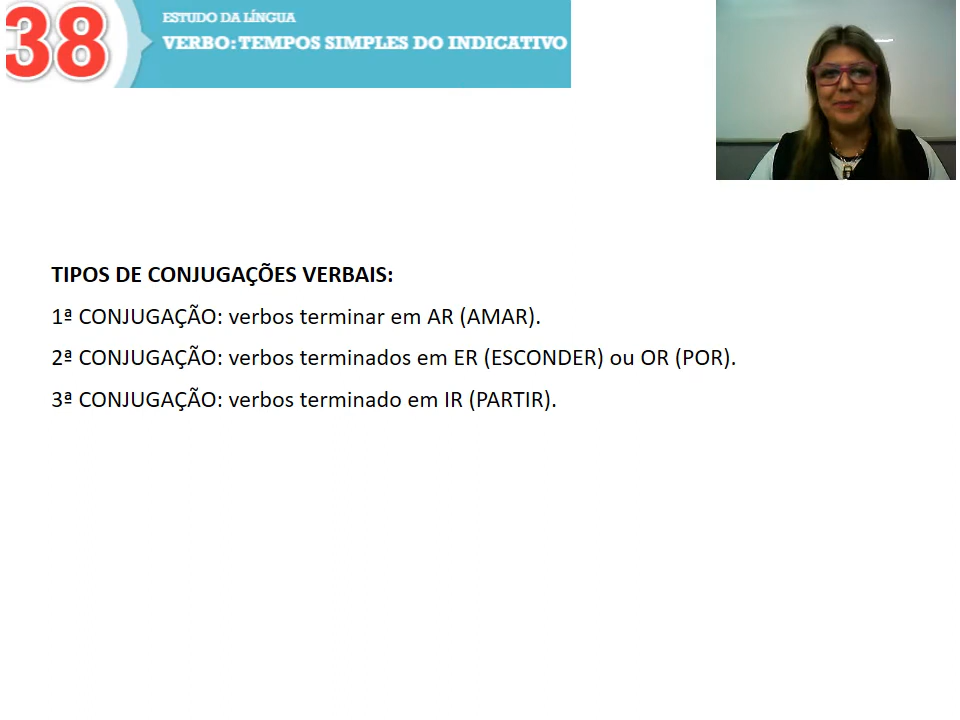 38
ESTUDO DA LÍNGUA
VERBO: TEMPOS SIMPLES DO INDICATIVO
TIPOS DE CONJUGAÇÕES VERBAIS:
1ª CONJUGAÇÃO: verbos terminar em AR (AMAR).
2ª CONJUGAÇÃO: verbos terminados em ER (ESCONDER) ou OR (POR).
3ª CONJUGAÇÃO: verbos terminado em IR (PARTIR).